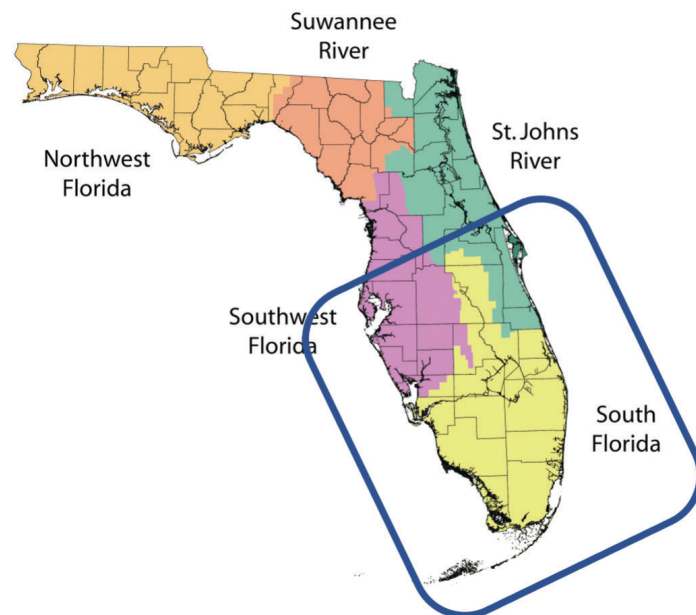 Suwannee
River
St. Johns
River
Northwest
Florida
Southwest
Florida
South
Florida